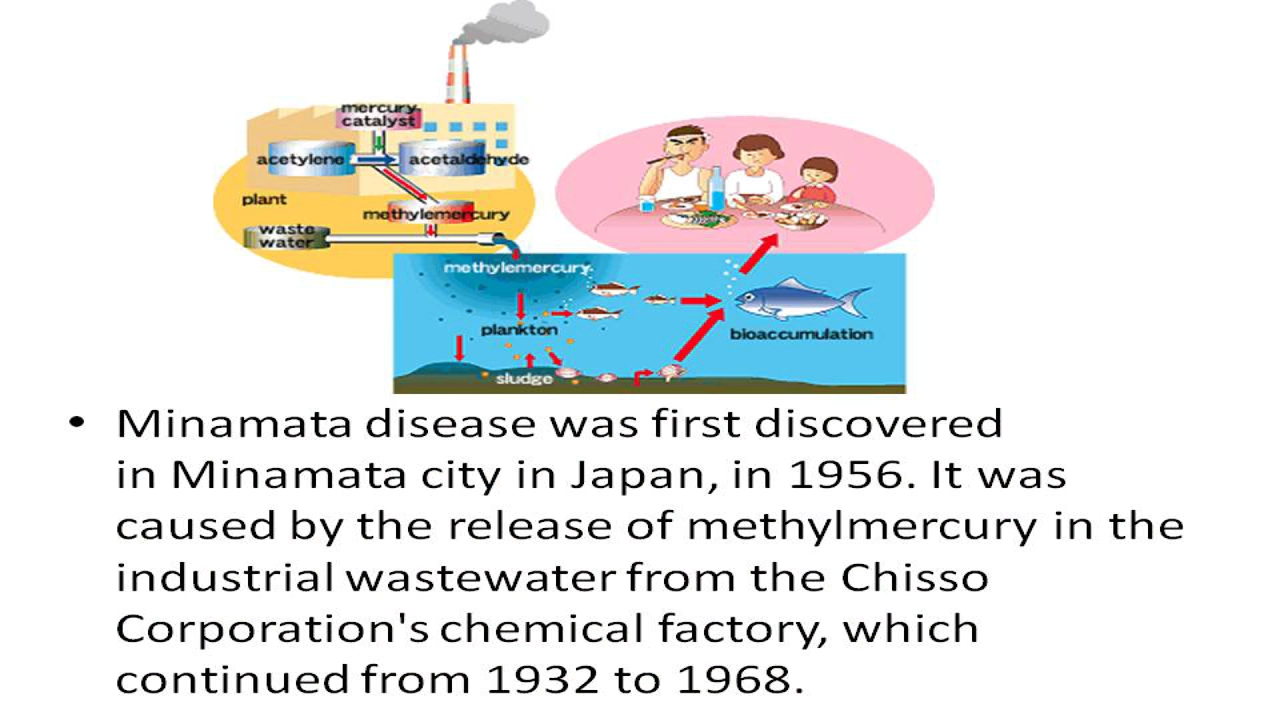 mercury
catalyst
acetylene
acetaldehyde
plant
methylemercury
waste
water
methylemercury
plankton
bioaccumulation
sludge
• Minamata disease was first discovered
in Minamata city in Japan, in 1956. It was
caused by the release of methylmercury in the
industrial wastewater from the Chisso
Corporation's chemical factory, which
continued from 1932 to 1968.